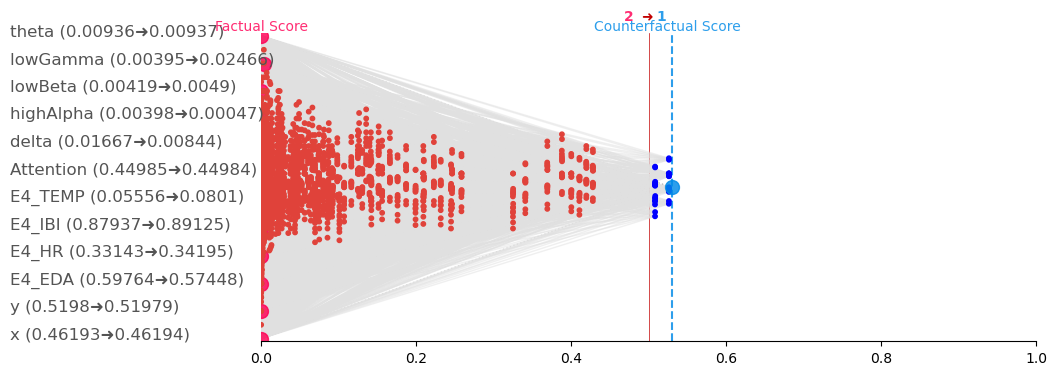 2 ➜ 1
Factual Score
Counterfactual Score
theta (0.00936➜0.00937)
lowGamma (0.00395➜0.02466)
lowBeta (0.00419➜0.0049)
highAlpha (0.00398➜0.00047)
delta (0.01667➜0.00844)
Attention (0.44985➜0.44984)
E4_TEMP (0.05556➜0.0801)
E4_IBI (0.87937➜0.89125)
E4_HR (0.33143➜0.34195)
E4_EDA (0.59764➜0.57448)
y (0.5198➜0.51979)
x (0.46193➜0.46194)
0.0 0.2 0.4 0.6 0.8 1.0